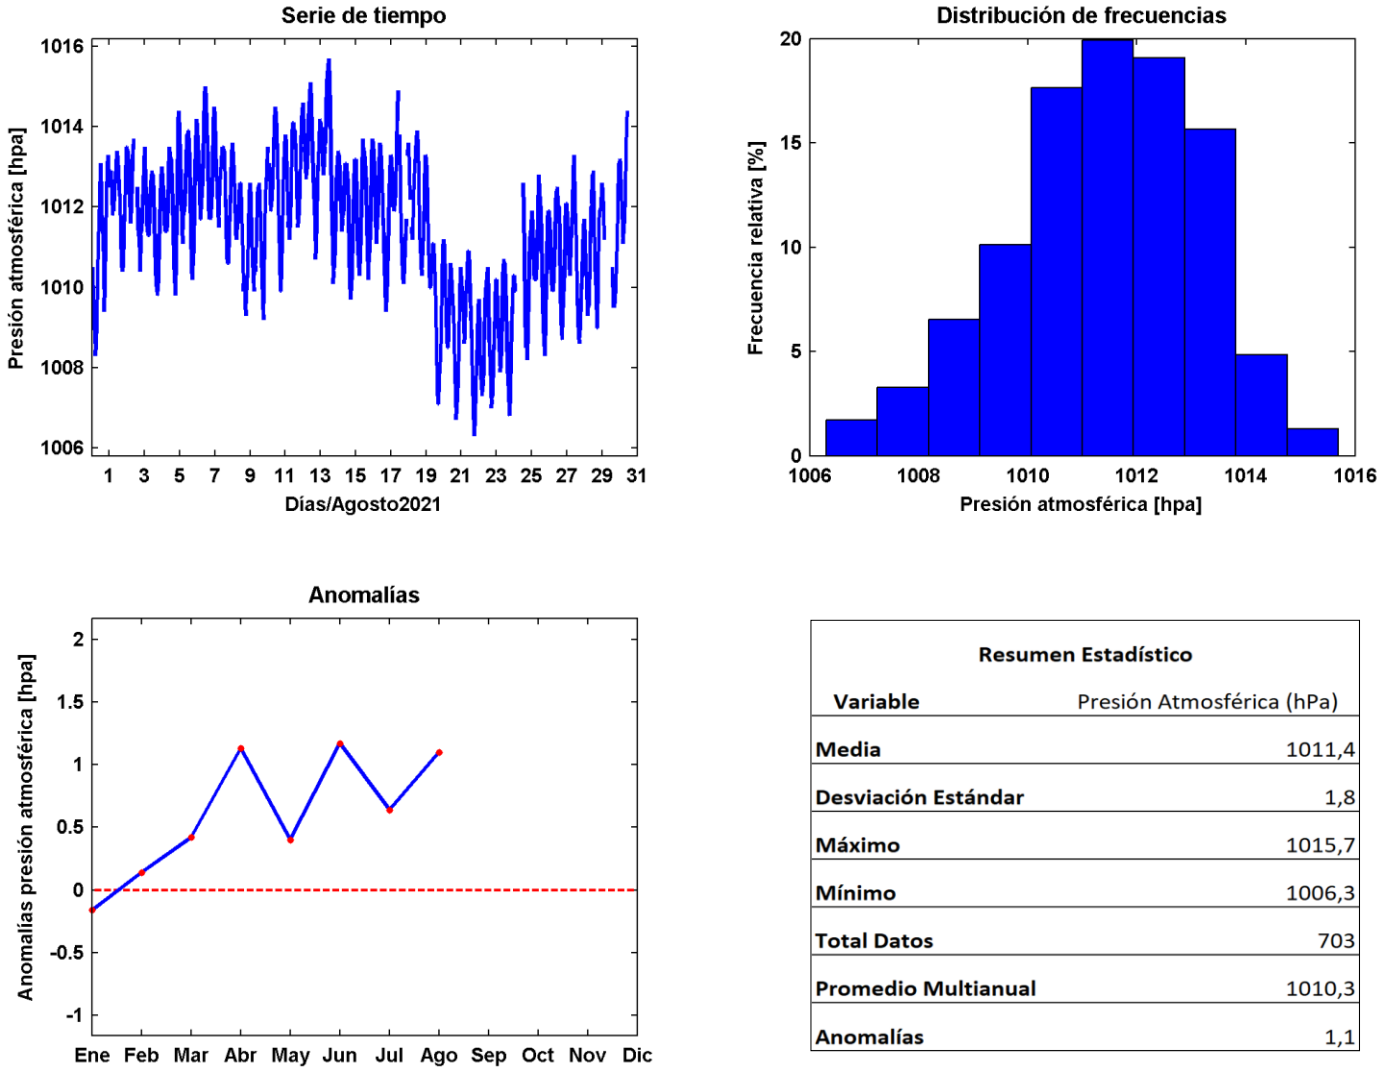 Serie de tiempo
Presión atmosférica [hpa]
1016
1014
1012
1010
1008
1006
1 3 5 7 9 11 13 15 17 19 21 23 25 27 29 31
Días/Agosto2021
Distribución de frecuencias
Frecuencia relativa [%]
20
15
10
5
0
1006 1008 1010 1012 1014 1016
Presión atmosférica [hpa]
Anomalías
Anomalías presión atmosférica [hpa]
2
1.5
1
0.5
0
-0.5
-1
Ene Feb Mar Abr May Jun Jul Ago Sep Oct Nov Dic
Resumen Estadístico
Variable Presión Atmosférica (hPa)
Media 1011,4
Desviación Estándar 1,8
Máximo 1015,7
Mínimo 1006,3
Total Datos 703
Promedio Multianual 1010,3
Anomalías 1,1